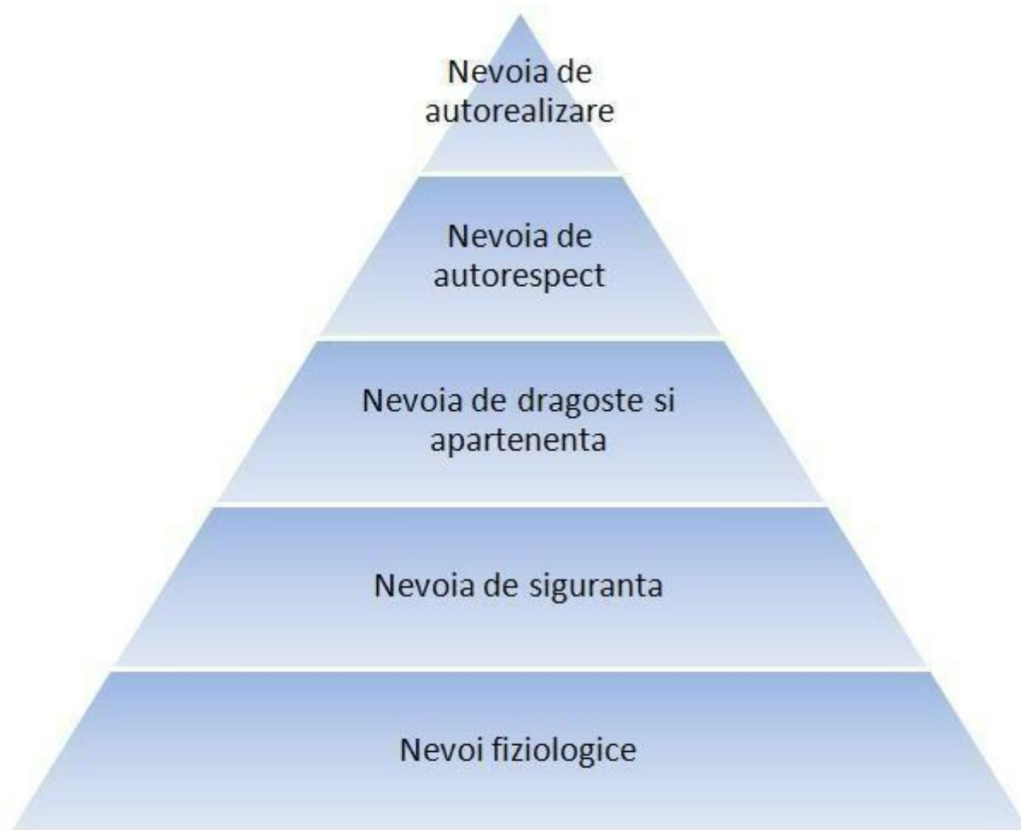 Nevoia de
autorealizare
Nevoia de
autorespect
Nevoia de dragoste si
apartenenta
Nevoia de siguranta
Nevoi fiziologice